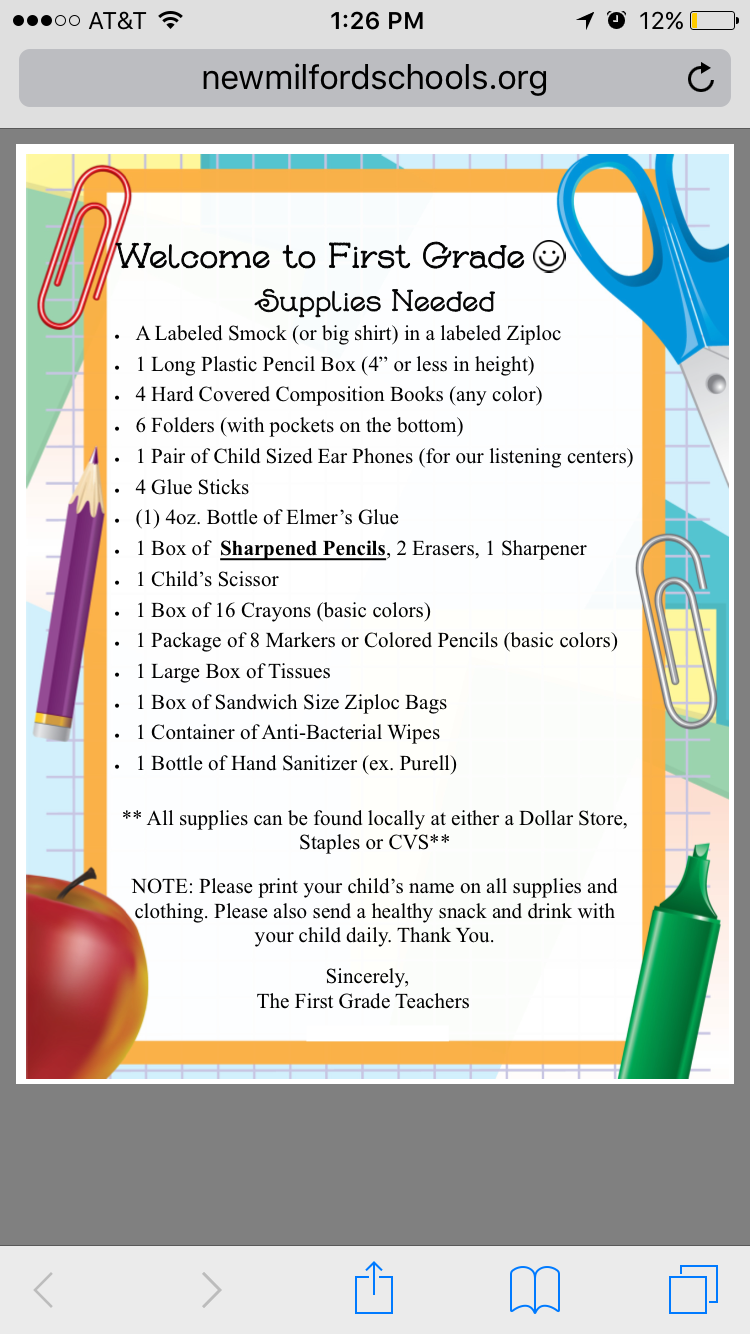 AT&T 1:26 PM 12%
newmilfordschools.org
Welcome to First Grade
Supplies Needed
• A Labeled Smock (or big shirt) in a labeled Ziploc
• 1 Long Plastic Pencil Box (4” or less in height)
• 4 Hard Covered Composition Books (any color)
• 6 Folders (with pockets on the bottom)
• 1 Pair of Child Sized Ear Phones (for our listening centers)
• 4 Glue Sticks
• (1) 4oz. Bottle of Elmer’s Glue
• 1 Box of Sharpened Pencils, 2 Erasers, 1 Sharpener
• 1 Child’s Scissor
• 1 Box of 16 Crayons (basic colors)
• 1 Package of 8 Markers or Colored Pencils (basic colors)
• 1 Large Box of Tissues
• 1 Box of Sandwich Size Ziploc Bags
• 1 Container of Anti-Bacterial Wipes
• 1 Bottle of Hand Sanitizer (ex. Purell)
** All supplies can be found locally at either a Dollar Store,
Staples or CVS**
NOTE: Please print your child’s name on all supplies and
clothing. Please also send a healthy snack and drink with
your child daily. Thank You.
Sincerely,
The First Grade Teachers